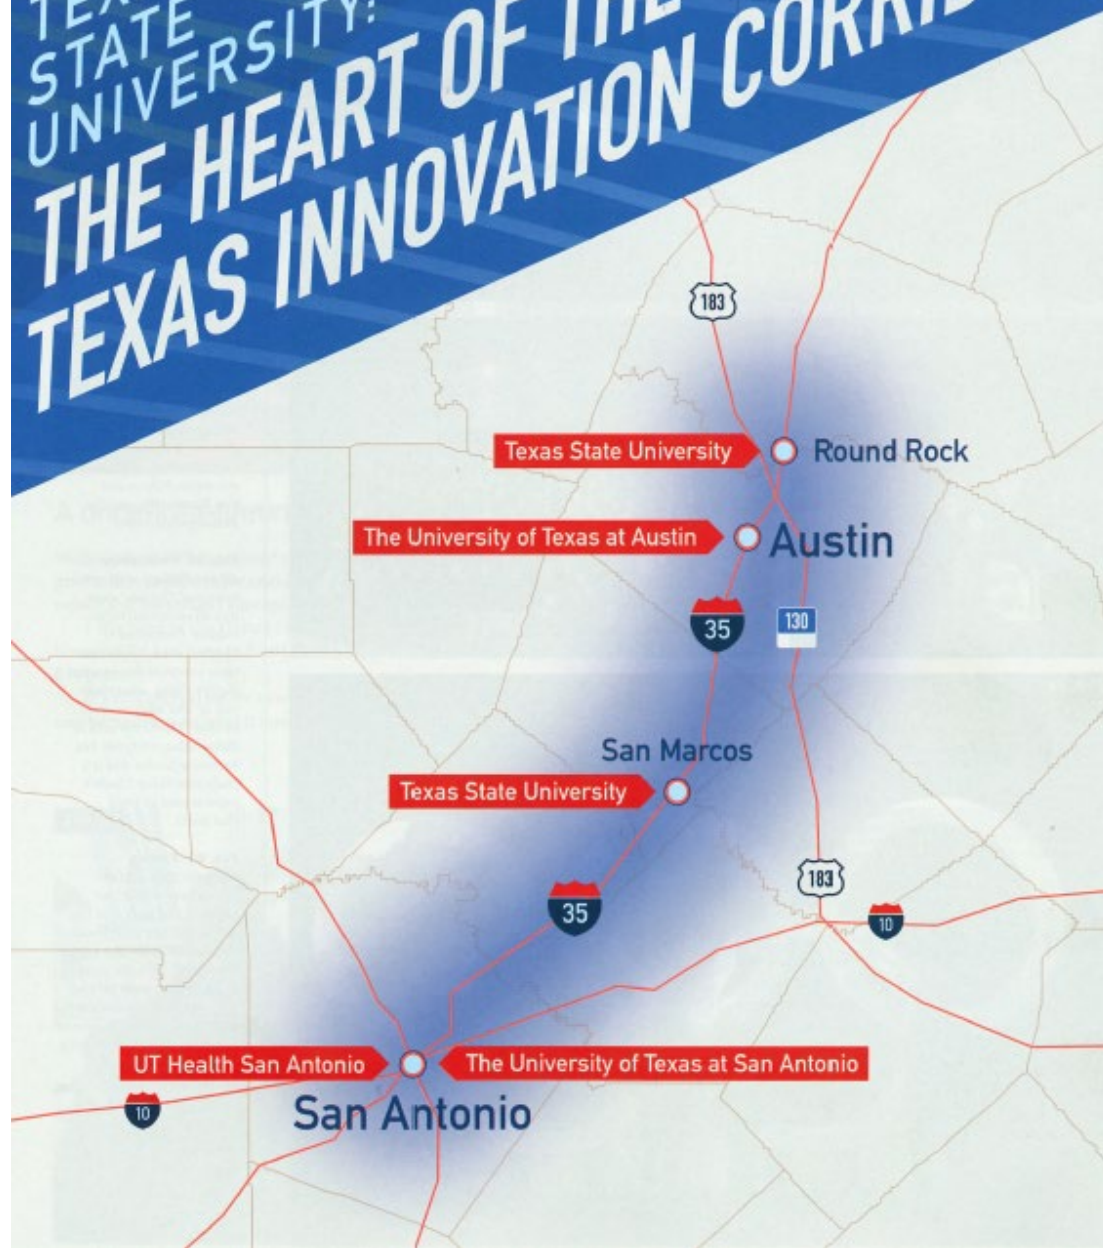 STATE
UNIVERSITY:
THE HEART OF THE
TEXAS INNOVATION
183
Texas State University
Round Rock
The University of Texas at Austin
Austin
35
130
San Marcos
Texas State University
183
35
10
UT Health San Antonio
The University of Texas at San Antonio
10
San Antonio